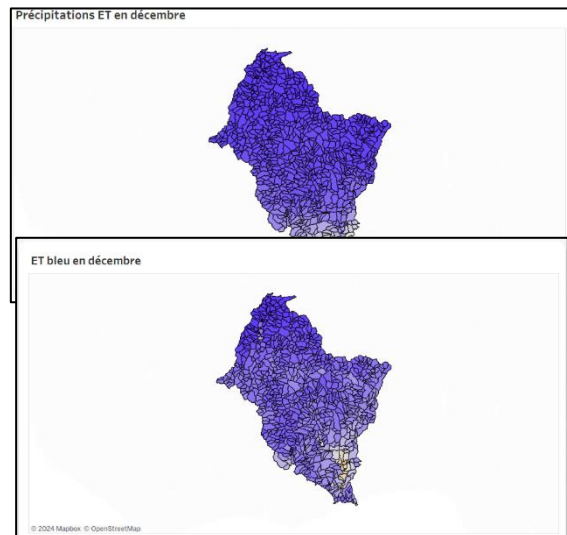 Précipitations ET en décembre
ET bleu en décembre
© 2024 Mapbox © OpenStreetMap